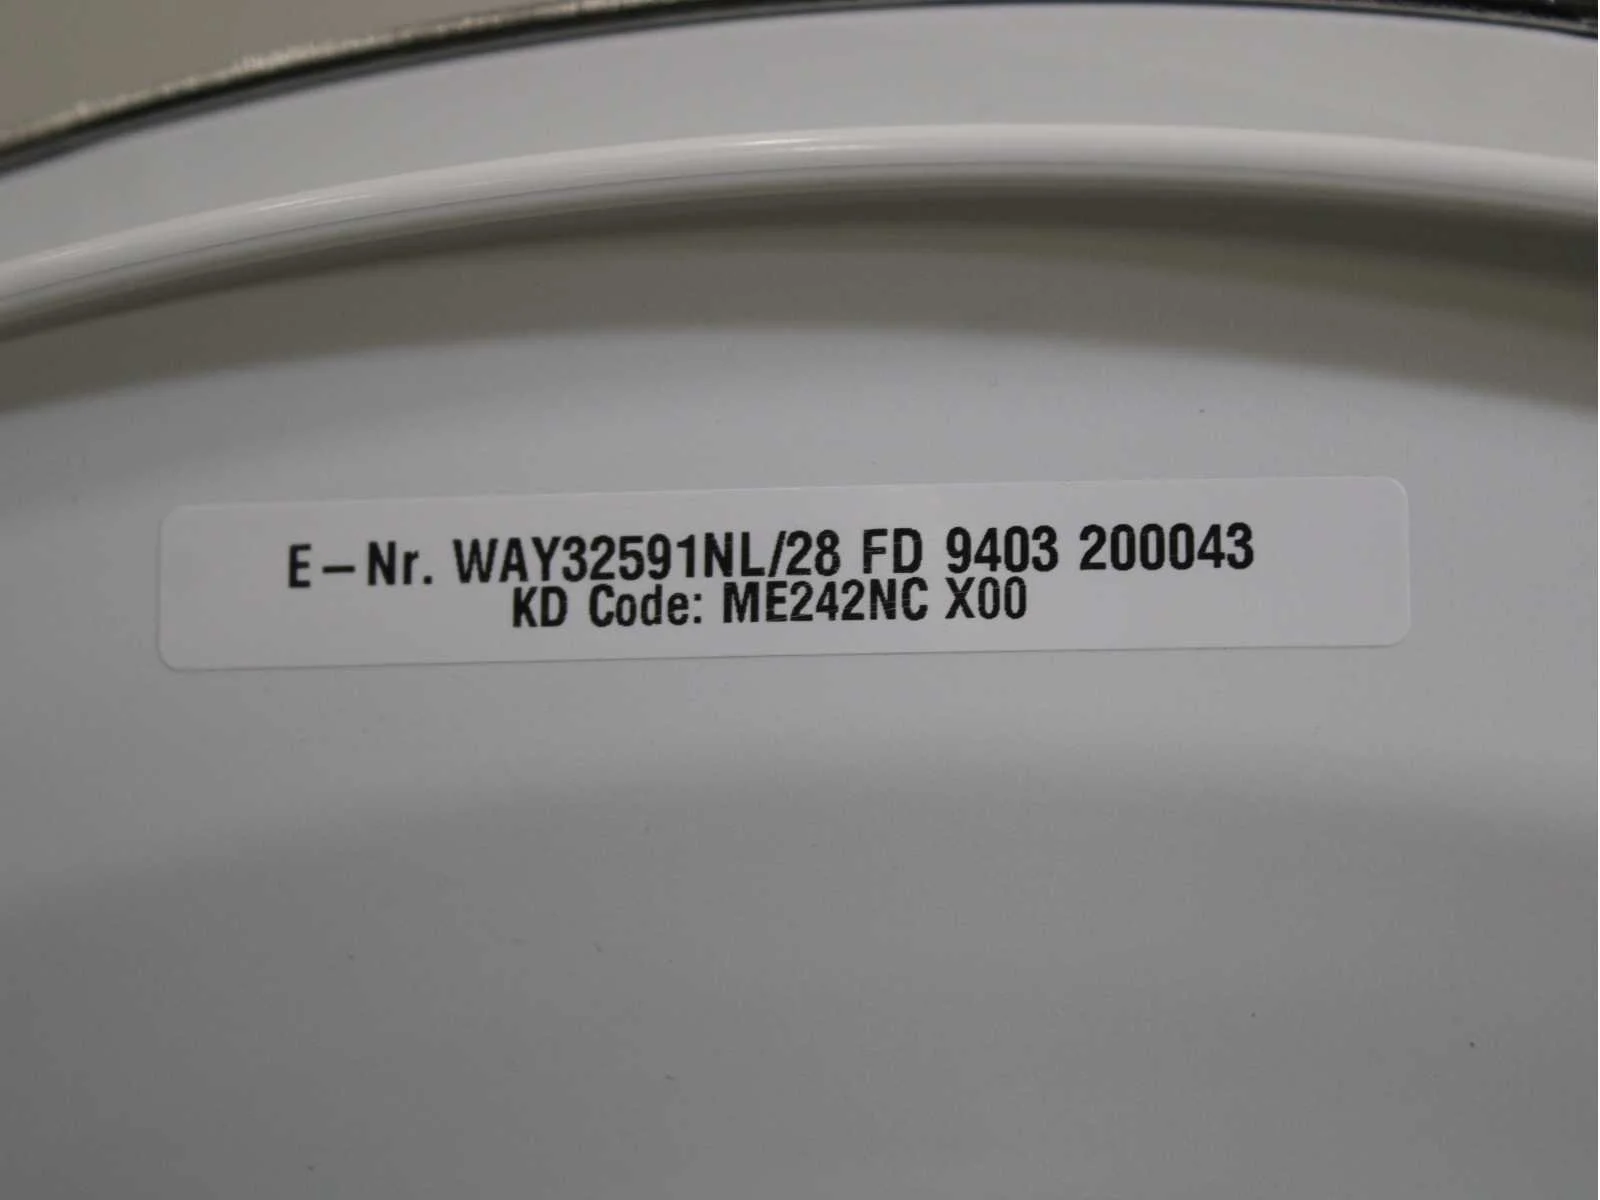 E-Nr. WAY32591NL/28 FD 9403 200043
KD Code: ME242NC X00